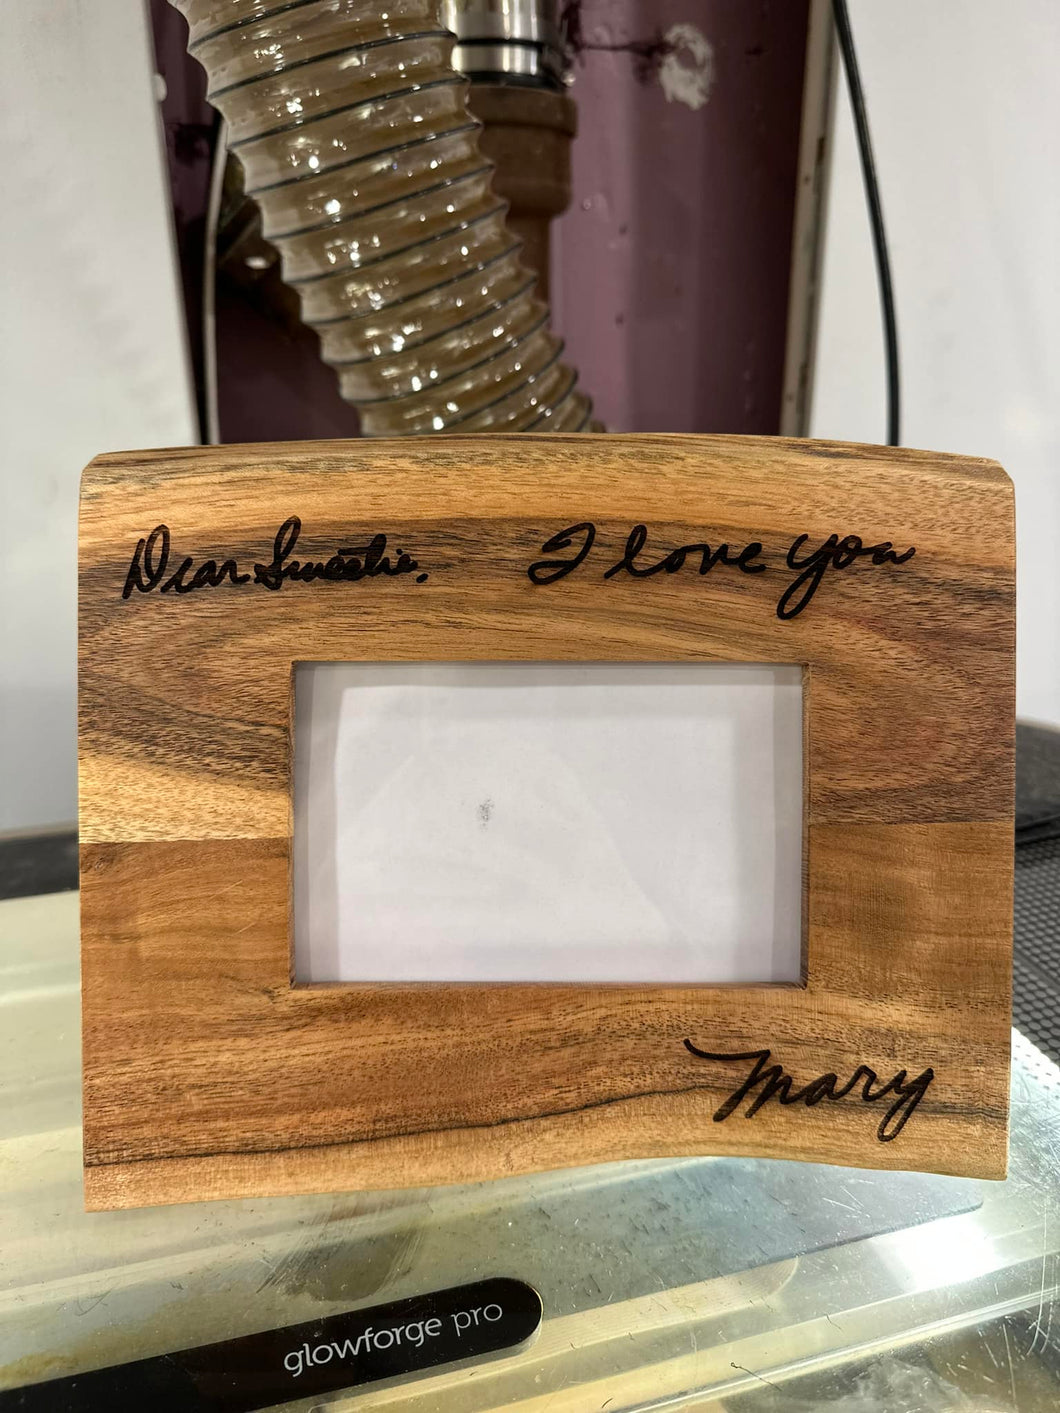 Dear Sweetie,
I love you
Mary
glowforge pro